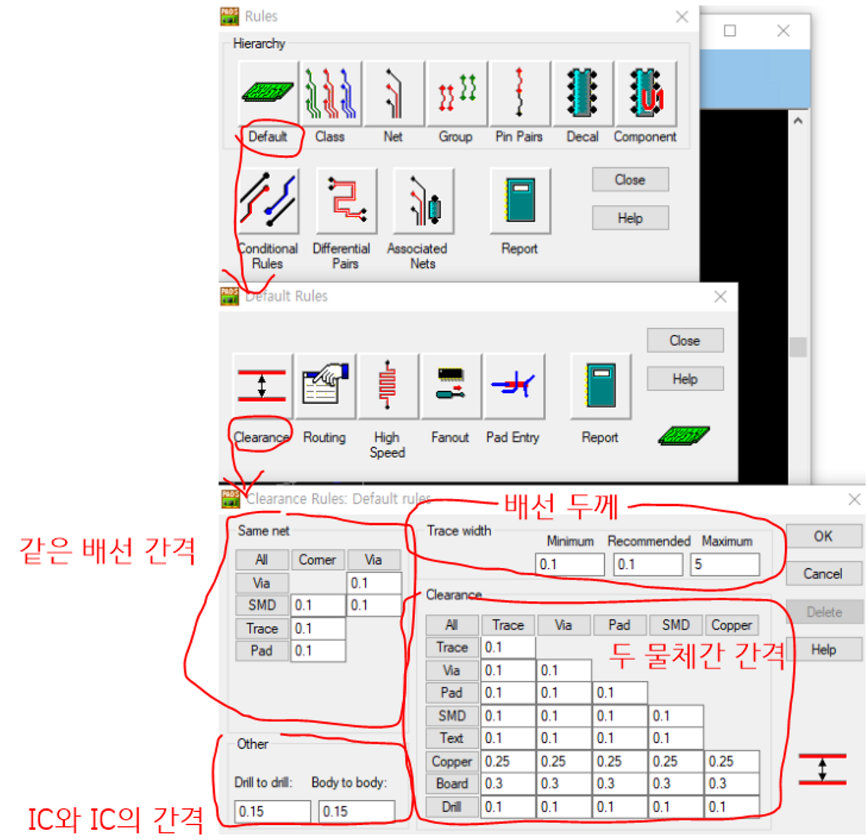 Rules
Hierarchy
Default Class Net Group Pin Pairs Decal Component
U1
Conditional Rules Differential Pairs Associated Nets Report
Close
Help
PADS
Default Rules
Close
Help
Clearance Routing High Speed Fanout Pad Entry Report
PADS
Clearance Rules: Default rules
배선 두께
같은 배선 간격
Same net
All Corner Via
Via 0.1
SMD 0.1 0.1
Trace 0.1
Pad 0.1
Trace width
Minimum Recommended Maximum
0.1 0.1 5
OK
Cancel
Delete
Help
Clearance
All Trace Via Pad SMD Copper
두 물체간 간격
Trace 0.1
Via 0.1 0.1
Pad 0.1 0.1 0.1
SMD 0.1 0.1 0.1 0.1
Text 0.1 0.1 0.1 0.1
Copper 0.25 0.25 0.25 0.25 0.25
Board 0.3 0.3 0.3 0.3 0.3
Drill 0.1 0.1 0.1 0.1 0.1
Other
Drill to drill: Body to body:
0.15 0.15
IC와 IC의 간격